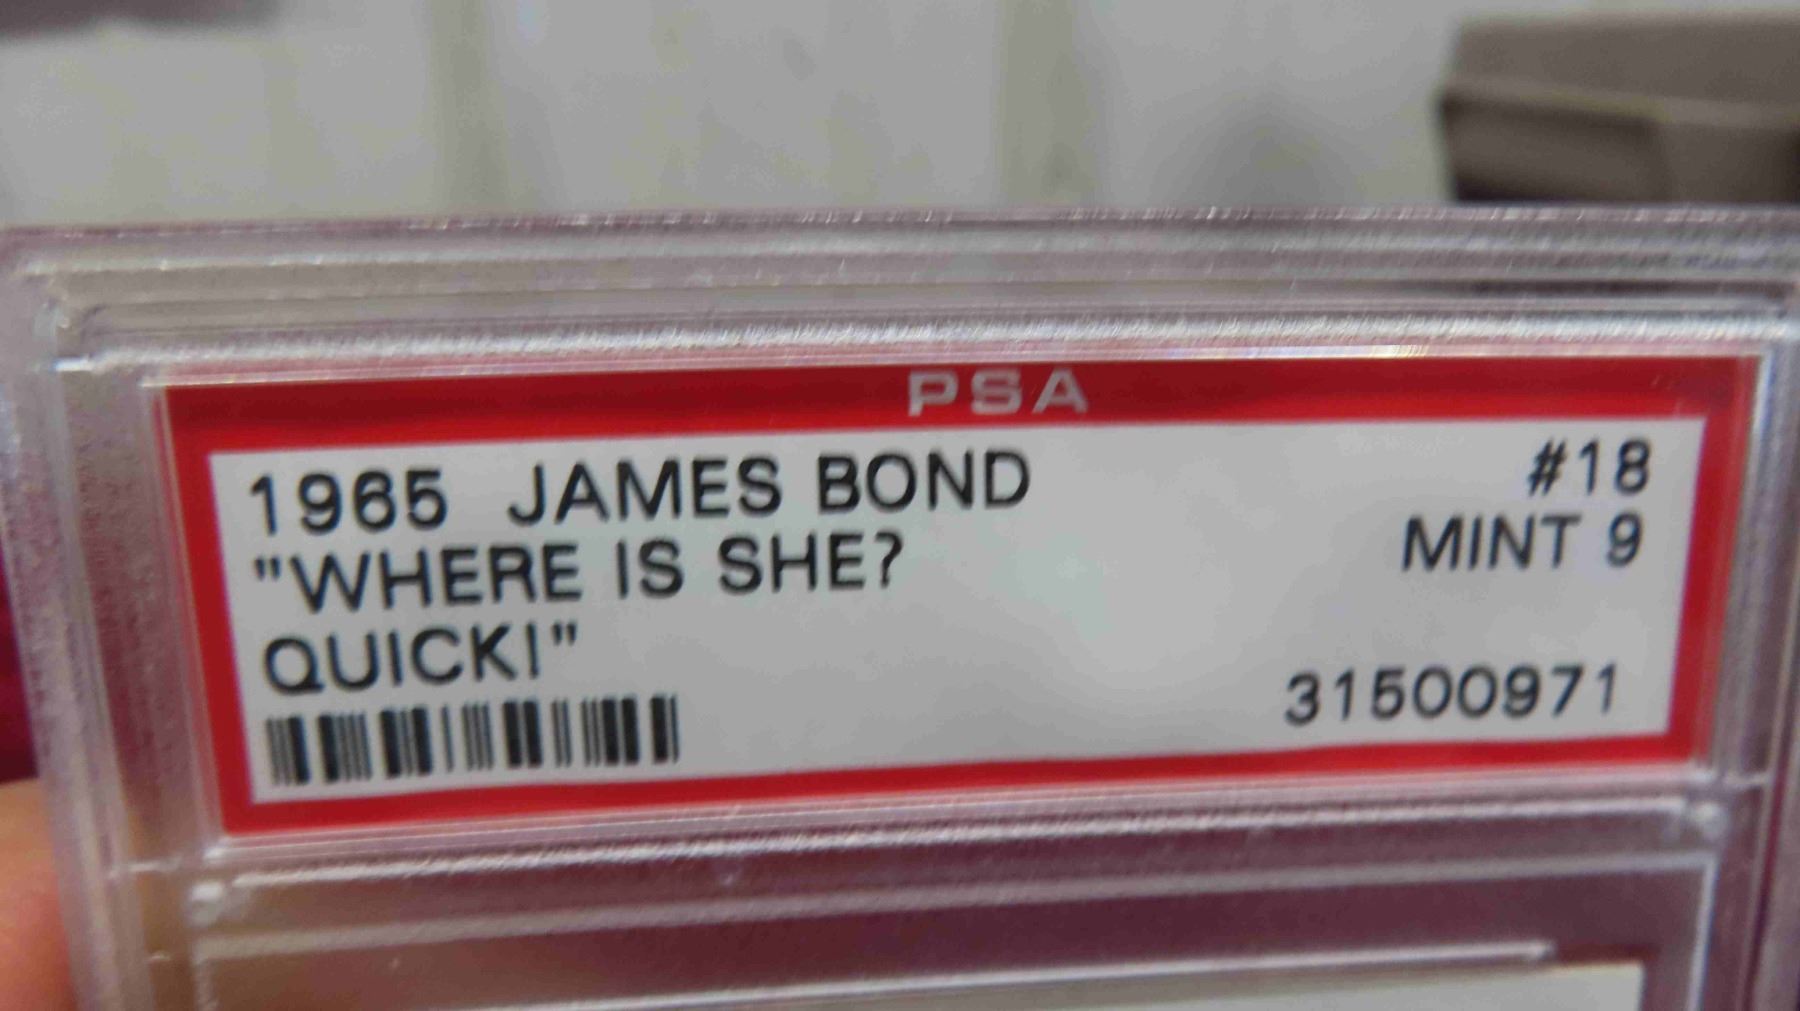 PSA
1965 JAMES BOND #18
"WHERE IS SHE? MINT 9
QUICK!" 31500971